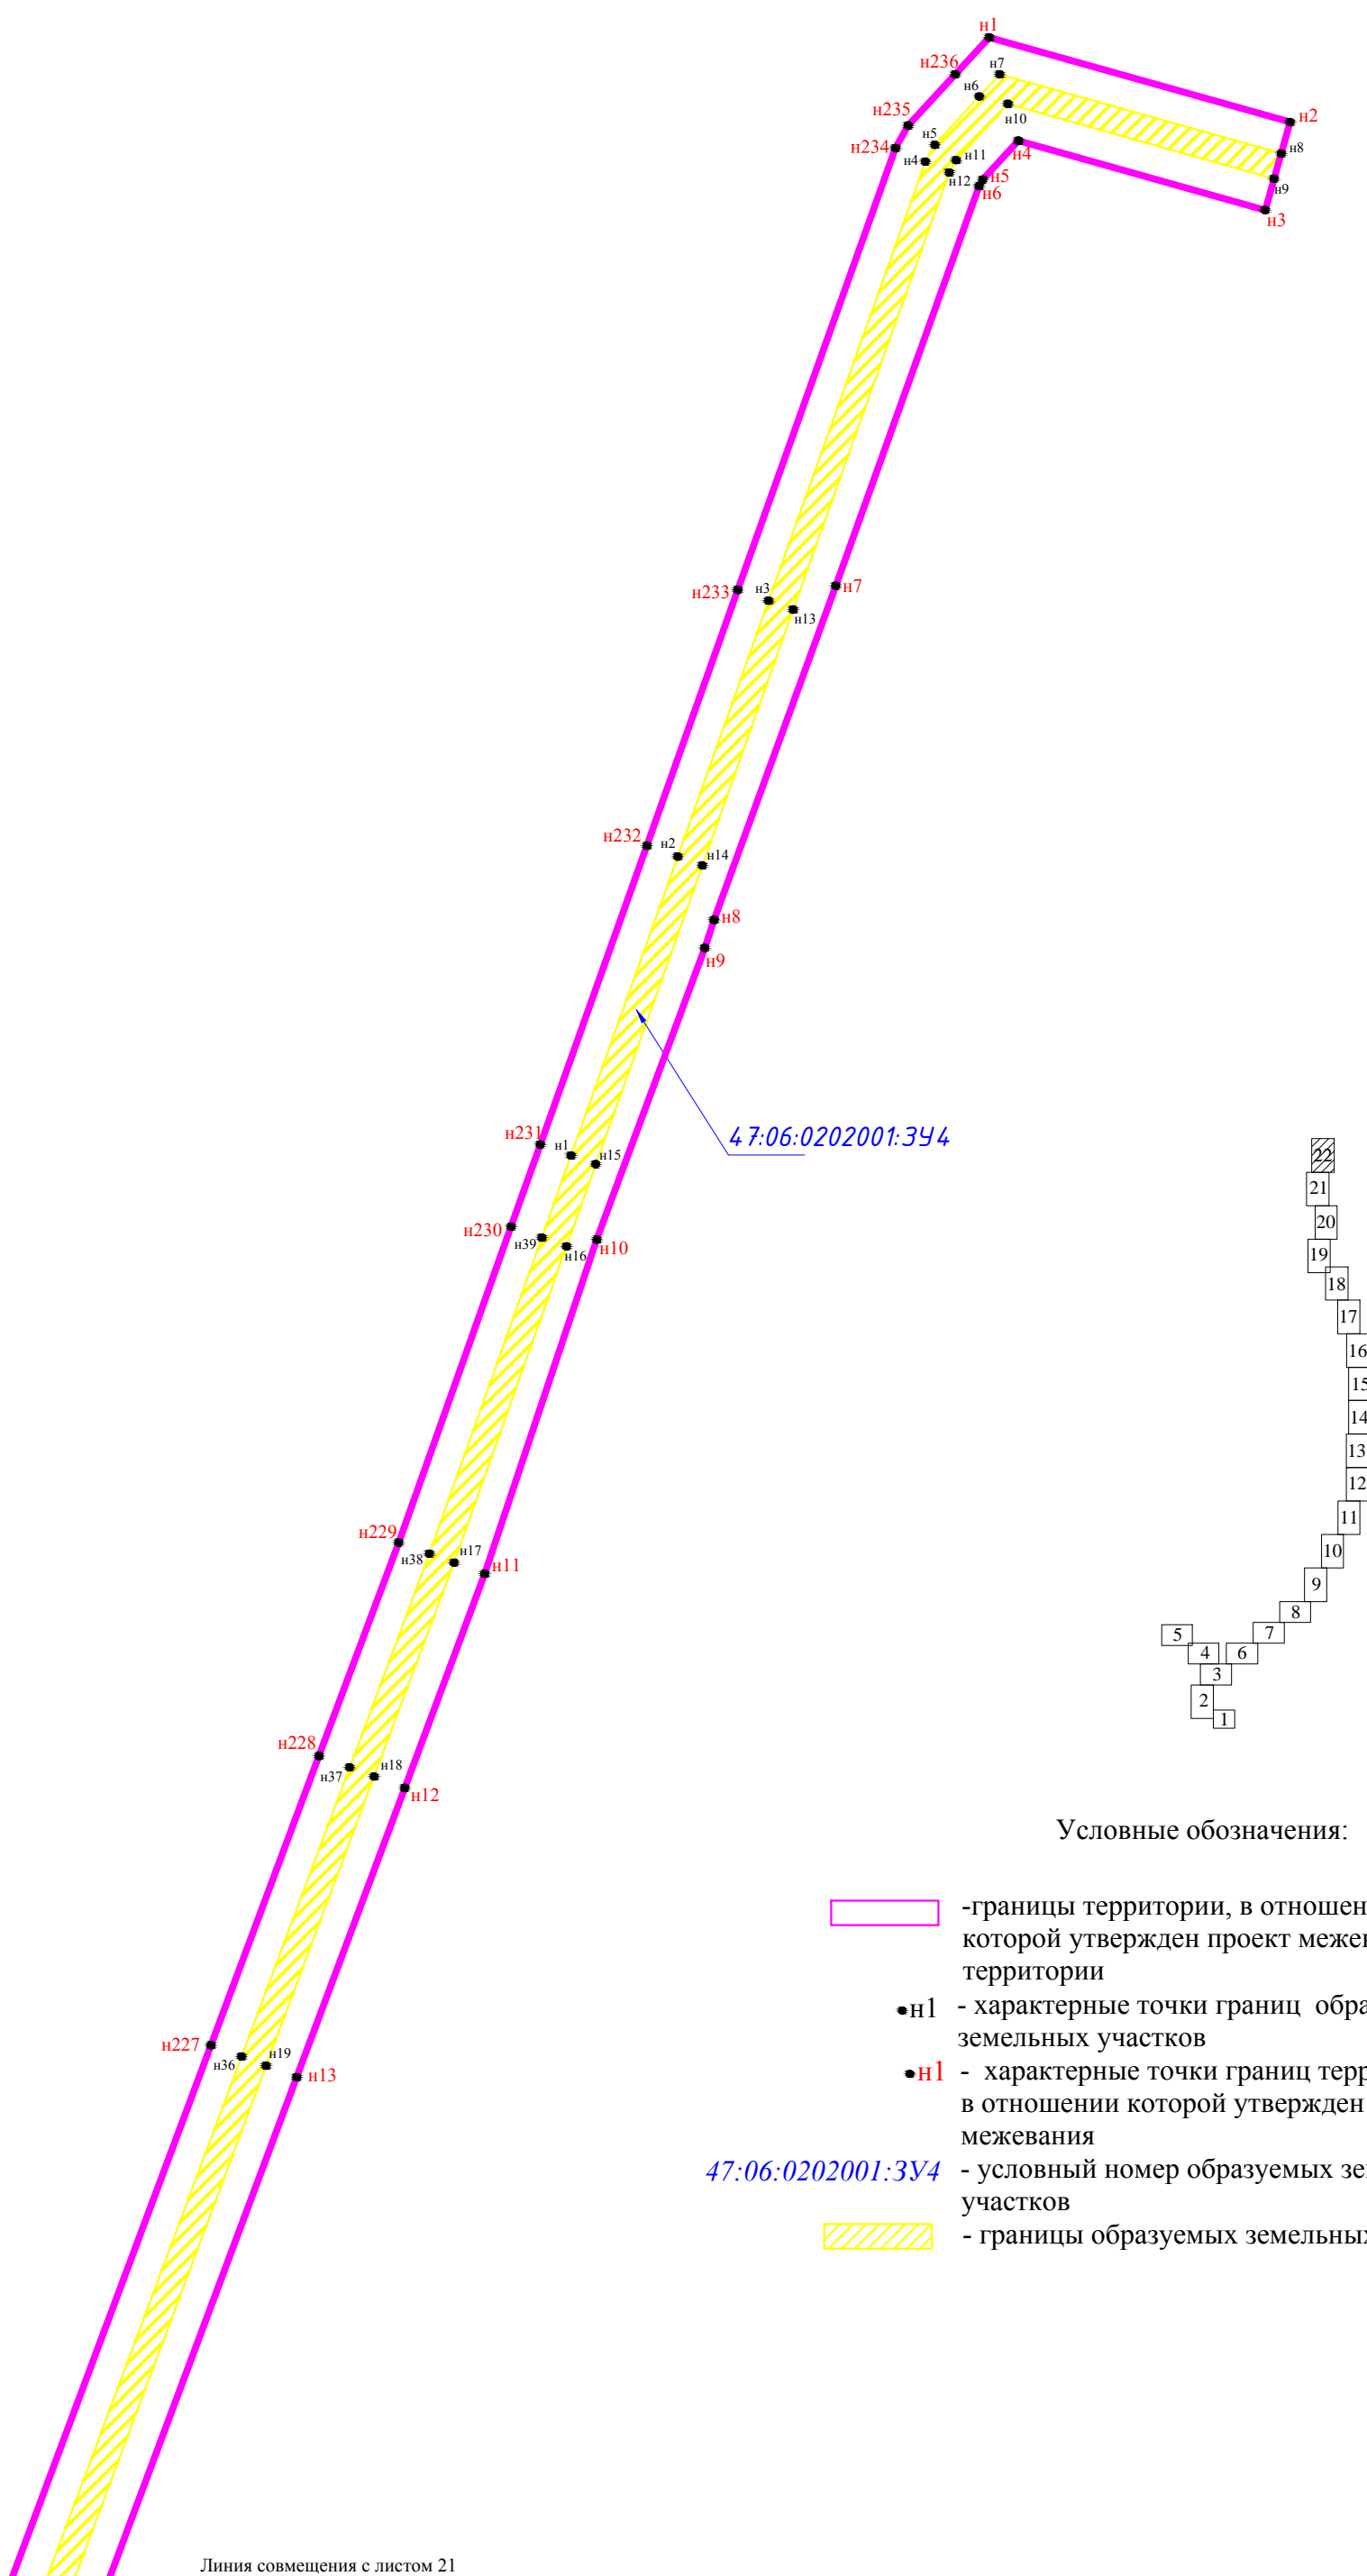 н1
н236
н7
н6
н10
н235
н2
н5
н234
н4
н11
н4
н8
н12
н5
н6
н9
н3
н233
н3
н7
н13
н232
н2
н14
н8
н9
47:06:0202001:ЗУ4
н231
н1
н15
22
21
н230
н39
н16
н10
20
19
18
17
16
15
14
13
12
н229
н38
н17
н11
11
10
9
8
7
5
4
6
3
2
1
н228
н37
н18
н12
Условные обозначения:
-границы территории, в отношен
которой утвержден проект межев
территории
н1 - характерные точки границ обра
земельных участков
н1 - характерные точки границ терр
в отношении которой утвержден
межевания
47:06:0202001:ЗУ4 - условный номер образуемых зе
участков
- границы образуемых земельных
н227
н36
н19
н13
Линия совмещения с листом 21